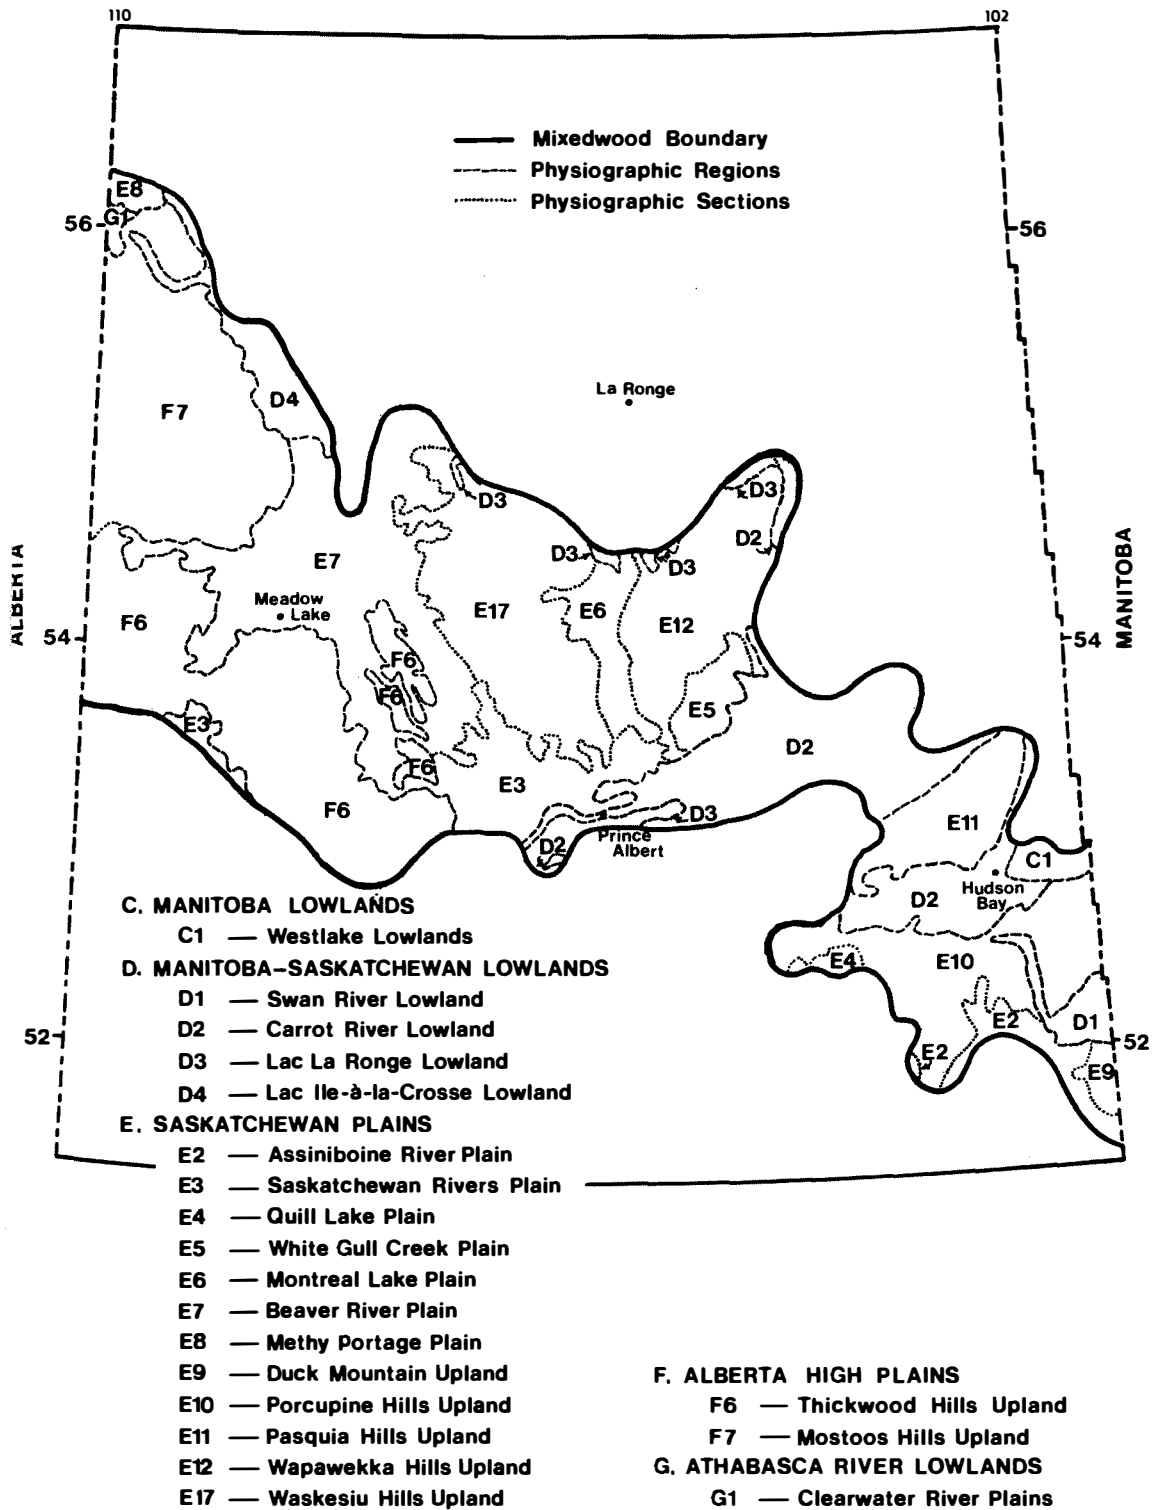 110
102
Mixedwood Boundary
Physiographic Regions
Physiographic Sections
E8
G1
56
56
La Ronge
F7
D4
D3
D3
D2
D3
D3
ALBERTA
MANITOBA
E7
Meadow
Lake
E17
E6
E12
F6
54
54
F6
F6
E5
E3
D2
F6
E3
F6
D3
Prince
Albert
D2
E11
C1
Hudson
Bay
D2
E4
E10
E2
D1
E2
E9
52
52
C. MANITOBA LOWLANDS
C1 — Westlake Lowlands
D. MANITOBA-SASKATCHEWAN LOWLANDS
D1 — Swan River Lowland
D2 — Carrot River Lowland
D3 — Lac La Ronge Lowland
D4 — Lac Ile-à-la-Crosse Lowland
E. SASKATCHEWAN PLAINS
E2 — Assiniboine River Plain
E3 — Saskatchewan Rivers Plain
E4 — Quill Lake Plain
E5 — White Gull Creek Plain
E6 — Montreal Lake Plain
E7 — Beaver River Plain
E8 — Methy Portage Plain
E9 — Duck Mountain Upland
E10 — Porcupine Hills Upland
E11 — Pasquia Hills Upland
E12 — Wapawekka Hills Upland
E17 — Waskesiu Hills Upland
F. ALBERTA HIGH PLAINS
F6 — Thickwood Hills Upland
F7 — Mostoos Hills Upland
G. ATHABASCA RIVER LOWLANDS
G1 — Clearwater River Plains